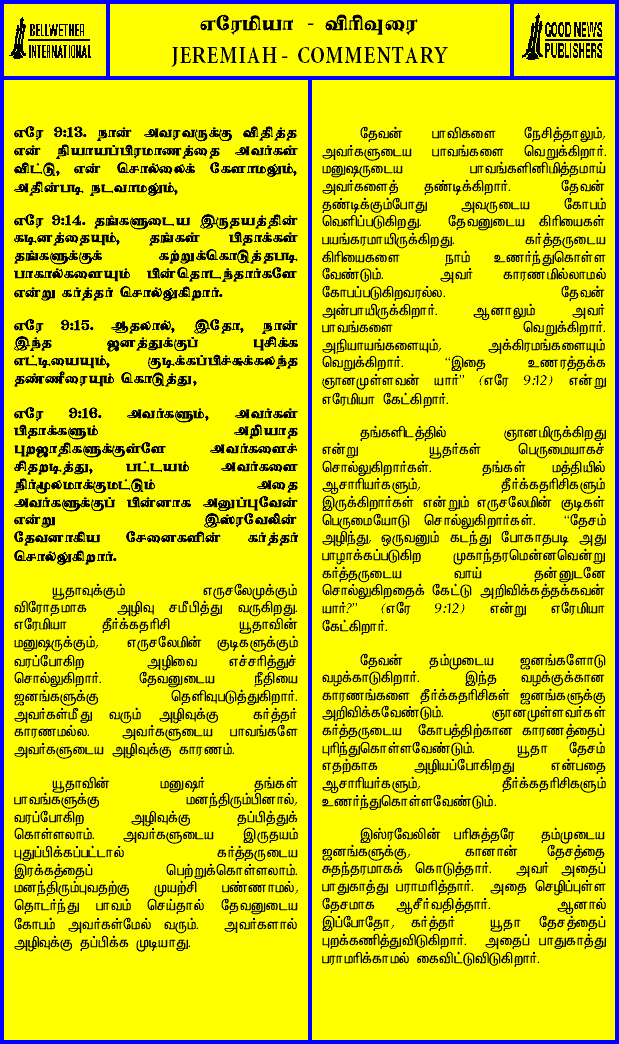 BELLWETHER
INTERNATIONAL
எரேமியா - விரிவுரை
JEREMIAH - COMMENTARY
GOOD NEWS
PUBLISHERS
எரே 9:13. நான் அவரவருக்கு விதித்த
என் நியாயப்பிரமாணத்தை அவர்கள்
விட்டு, என் சொல்லைக் கேளாமலும்,
அதின்படி நடவாமலும்,
எரே 9:14. தங்களுடைய இருதயத்தின்
கடினத்தையும், தங்கள் பிதாக்கள்
தங்களுக்குக் கற்றுக்கொடுத்தபடி
பாகால்களையும் பின்தொடந்தார்களே
என்று கர்த்தர் சொல்லுகிறார்.
எரே 9:15. ஆதலால், இதோ, நான்
இந்த ஜனத்துக்குப் புசிக்க
எட்டியையும், குடிக்கப்பிச்சுக்கலந்த
தண்ணீரையும் கொடுத்து,
எரே 9:16. அவர்களும், அவர்கள்
பிதாக்களும் அறியாத
புறஜாதிகளுக்குள்ளே அவர்களைச்
சிதறடித்து, பட்டயம் அவர்களை
நிர்மூலமாக்குமட்டும் அதை
அவர்களுக்குப் பின்னாக அனுப்புவேன்
என்று இஸ்ரவேலின்
தேவனாகிய சேனைகளின் கர்த்தர்
சொல்லுகிறார்.
யூதாவுக்கும் எருசலேமுக்கும்
விரோதமாக அழிவு சமீபித்து வருகிறது.
எரேமியா தீர்க்கதரிசி யூதாவின்
மனுஷருக்கும், எருசலேமின் குடிகளுக்கும்
வரப்போகிற அழிவை எச்சரித்துச்
சொல்லுகிறார். தேவனுடைய நீதியை
ஜனங்களுக்கு தெளிவுபடுத்துகிறார்.
அவர்கள்மீது வரும் அழிவுக்கு கர்த்தர்
காரணமல்ல. அவர்களுடைய பாவங்களே
அவர்களுடைய அழிவுக்கு காரணம்.
யூதாவின் மனுஷர் தங்கள்
பாவங்களுக்கு மனந்திரும்பினால்,
வரப்போகிற அழிவுக்கு தப்பித்துக்
கொள்ளலாம். அவர்களுடைய இருதயம்
புதுப்பிக்கப்பட்டால் கர்த்தருடைய
இரக்கத்தைப் பெற்றுக்கொள்ளலாம்.
மனந்திரும்புவதற்கு முயற்சி பண்ணாமல்,
தொடர்ந்து பாவம் செய்தால் தேவனுடைய
கோபம் அவர்கள்மேல் வரும். அவர்களால்
அழிவுக்கு தப்பிக்க முடியாது.
தேவன் பாவிகளை நேசித்தாலும்,
அவர்களுடைய பாவங்களை வெறுக்கிறார்.
மனுஷருடைய பாவங்களினிமித்தமாய்
அவர்களைத் தண்டிக்கிறார். தேவன்
தண்டிக்கும்போது அவருடைய கோபம்
வெளிப்படுகிறது. தேவனுடைய கிரியைகள்
பயங்கரமாயிருக்கிறது. கர்த்தருடைய
கிரியைகளை நாம் உணர்ந்துகொள்ள
வேண்டும். அவர் காரணமில்லாமல்
கோபப்படுகிறவரல்ல. தேவன்
அன்பாயிருக்கிறார். ஆனாலும் அவர்
பாவங்களை வெறுக்கிறார்.
அநியாயங்களையும், அக்கிரமங்களையும்
வெறுக்கிறார். "இதை உணரத்தக்க
ஞானமுள்ளவன் யார்" (எரே 9:12) என்று
எரேமியா கேட்கிறார்.
தங்களிடத்தில் ஞானமிருக்கிறது
என்று யூதர்கள் பெருமையாகச்
சொல்லுகிறார்கள். தங்கள் மத்தியில்
ஆசாரியர்களும், தீர்க்கதரிசிகளும்
இருக்கிறார்கள் என்றும் எருசலேமின் குடிகள்
பெருமையோடு சொல்லுகிறார்கள். "தேசம்
அழிந்து, ஒருவனும் கடந்து போகாதபடி அது
பாழாக்கப்படுகிற முகாந்தரமென்னவென்று
கர்த்தருடைய வாய் தன்னுடனே
சொல்லுகிறதைக் கேட்டு அறிவிக்கத்தக்கவன்
யார்?" (எரே 9:12) என்று எரேமியா
கேட்கிறார்.
தேவன் தம்முடைய ஜனங்களோடு
வழக்காடுகிறார். இந்த வழக்குக்கான
காரணங்களை தீர்க்கதரிசிகள் ஜனங்களுக்கு
அறிவிக்கவேண்டும். ஞானமுள்ளவர்கள்
கர்த்தருடைய கோபத்திற்கான காரணத்தைப்
புரிந்துகொள்ளவேண்டும். யூதா தேசம்
எதற்காக அழியப்போகிறது என்பதை
ஆசாரியர்களும், தீர்க்கதரிசிகளும்
உணர்ந்துகொள்ளவேண்டும்.
இஸ்ரவேலின் பரிசுத்தரே தம்முடைய
ஜனங்களுக்கு, கானான் தேசத்தை
சுதந்தரமாகக் கொடுத்தார். அவர் அதைப்
பாதுகாத்து பராமரித்தார். அதை செழிப்புள்ள
தேசமாக ஆசீர்வதித்தார். ஆனால்
இப்போதோ, கர்த்தர் யூதா தேசத்தைப்
புறக்கணித்துவிடுகிறார். அதைப் பாதுகாத்து
பராமரிக்காமல் கைவிட்டுவிடுகிறார்.